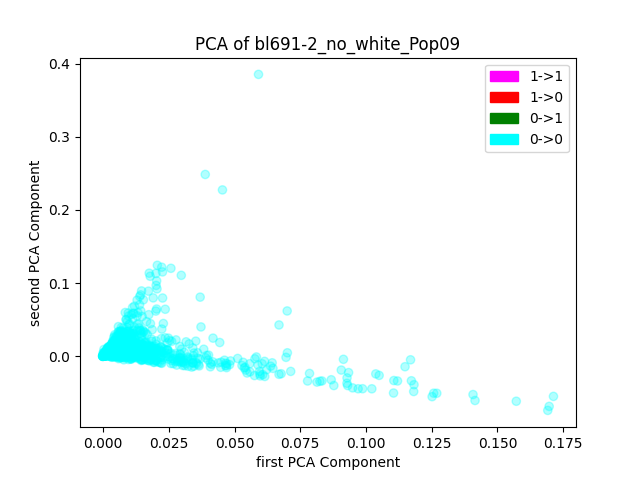 PCA of bl691-2_no_white_Pop09
1->1
1->0
0->1
0->0
second PCA Component
0.4
0.3
0.2
0.1
0.0
0.000 0.025 0.050 0.075 0.100 0.125 0.150 0.175
first PCA Component